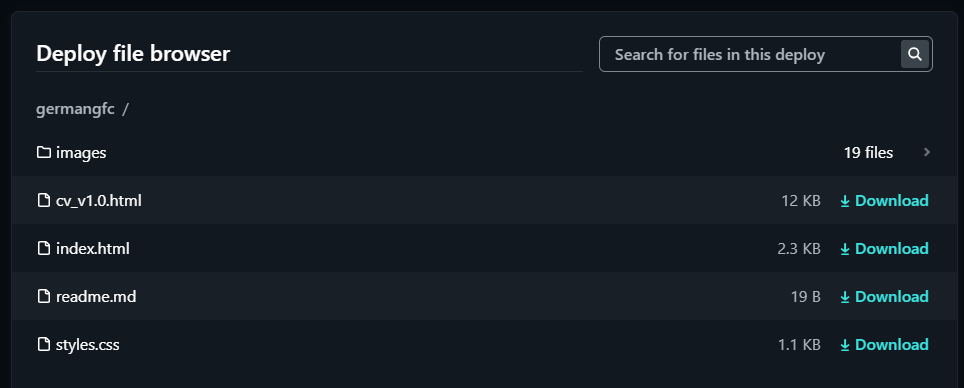 Deploy file browser
Search for files in this deploy
germangfc /
images 19 files
cv_v1.0.html 12 KB Download
index.html 2.3 KB Download
readme.md 19 B Download
styles.css 1.1 KB Download